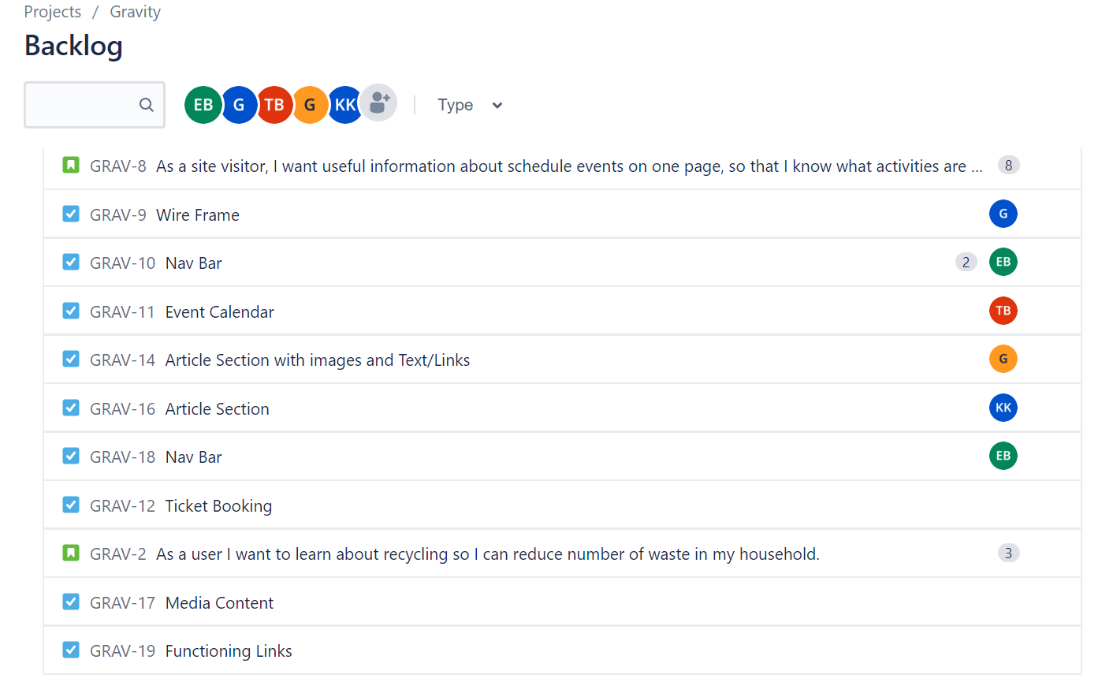 Projects / Gravity
Backlog
EB G TB G KK Type
GRAV-8 As a site visitor, I want useful information about schedule events on one page, so that I know what activities are ... 8
GRAV-9 Wire Frame G
GRAV-10 Nav Bar 2 EB
GRAV-11 Event Calendar TB
GRAV-14 Article Section with images and Text/Links G
GRAV-16 Article Section KK
GRAV-18 Nav Bar EB
GRAV-12 Ticket Booking
GRAV-2 As a user I want to learn about recycling so I can reduce number of waste in my household. 3
GRAV-17 Media Content
GRAV-19 Functioning Links